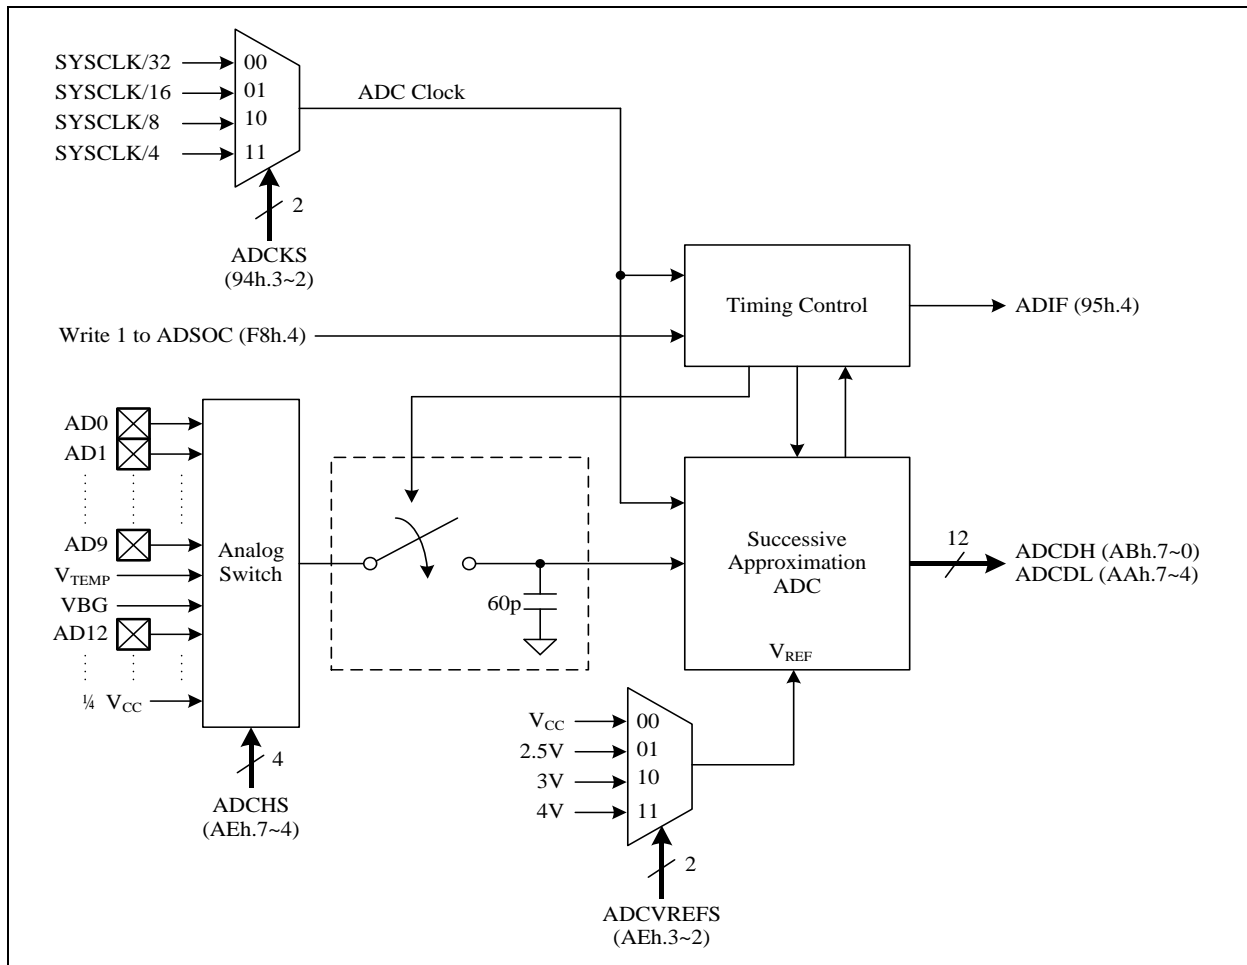 SYSCLK/32
00
SYSCLK/16
01
ADC Clock
SYSCLK/8
10
SYSCLK/4
11
2
ADCKS
(94h.3~2)
Timing Control
ADIF (95h.4)
Write 1 to ADSOC (F8h.4)
AD0
AD1
AD9
VTEMP
VBG
AD12
¼ VCC
Analog
Switch
4
ADCHS
(AEh.7~4)
60p
Successive
Approximation
ADC
VREF
12
ADCDH (ABh.7~0)
ADCDL (AAh.7~4)
VCC
00
2.5V
01
3V
10
4V
11
2
ADCVREFS
(AEh.3~2)